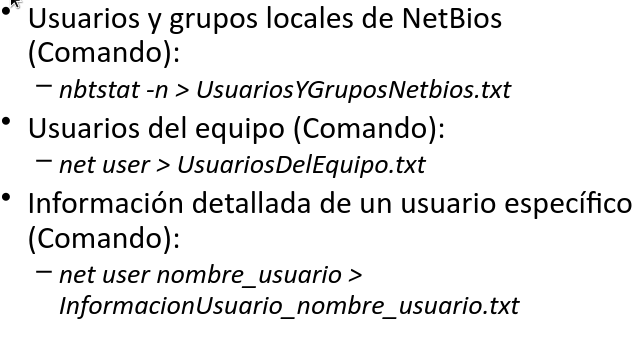 • Usuarios y grupos locales de NetBios
(Comando):
– nbtstat -n > UsuariosYGruposNetbios.txt
• Usuarios del equipo (Comando):
– net user > UsuariosDelEquipo.txt
• Información detallada de un usuario específico
(Comando):
– net user nombre_usuario >
InformacionUsuario_nombre_usuario.txt